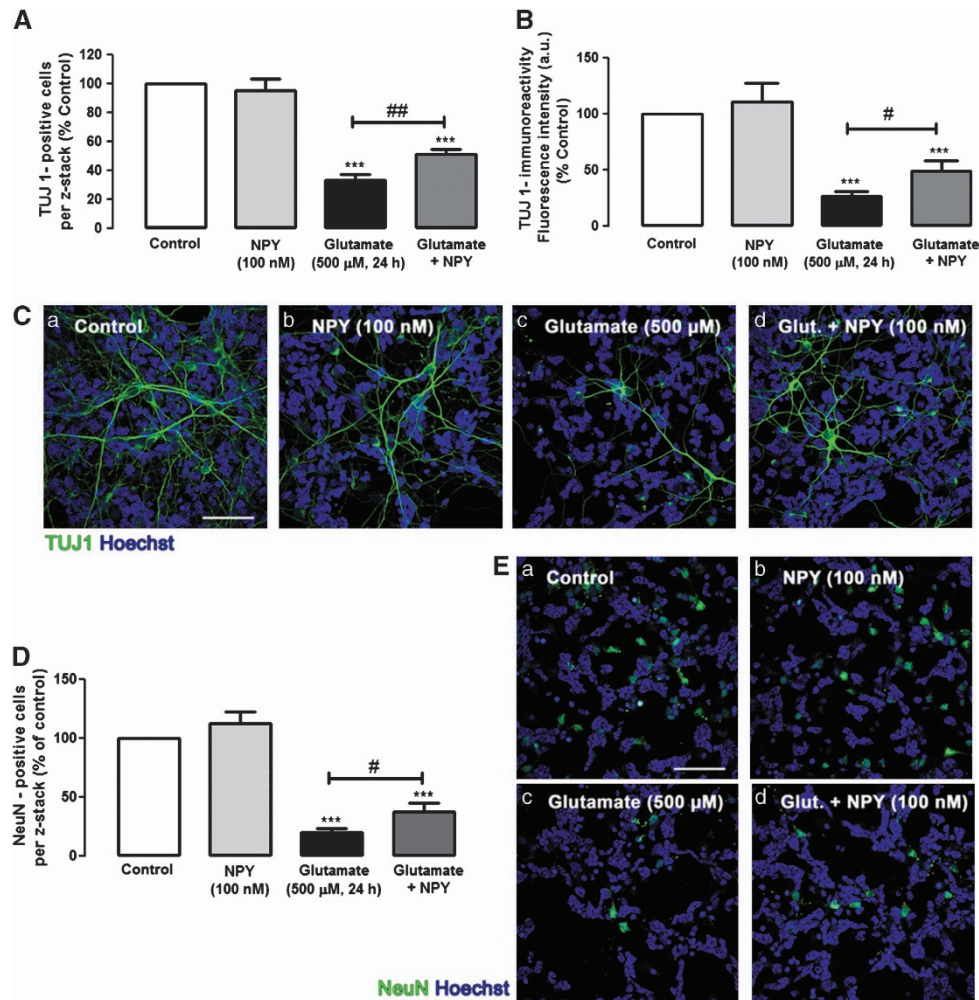 A
TUJ 1- positive cells
per z-stack (% Control)
120
100
80
60
40
20
0
##
***
***
Control
NPY
(100 nM)
Glutamate
(500 µM, 24 h)
Glutamate
+ NPY
B
TUJ 1- immunoreactivity
Fluorescence intensity (a.u.)
(% Control)
150
100
50
0
#
***
***
Control
NPY
(100 nM)
Glutamate
(500 µM, 24 h)
Glutamate
+ NPY
C
a Control
b NPY (100 nM)
c Glutamate (500 µM)
d Glut. + NPY (100 nM)
TUJ1 Hoechst
D
NeuN - positive cells
per z-stack (% of control)
150
100
50
0
#
***
***
Control
NPY
(100 nM)
Glutamate
(500 µM, 24 h)
Glutamate
+ NPY
E
a Control
b NPY (100 nM)
c Glutamate (500 µM)
d Glut. + NPY (100 nM)
NeuN Hoechst